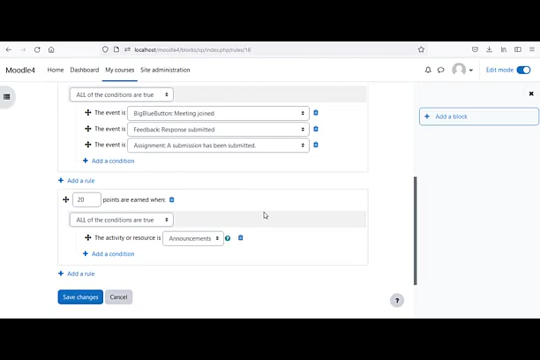 localhost/moodle4/blocks/xp/index.php/rules/16
Moodle4 Home Dashboard My courses Site administration Edit mode
ALL of the conditions are true
The event is BigBlueButton: Meeting joined
The event is Feedback: Response submitted
The event is Assignment: A submission has been submitted.
+ Add a condition
+ Add a rule
20 points are earned when:
ALL of the conditions are true
The activity or resource is Announcements ?
+ Add a condition
+ Add a rule
Save changes Cancel
?
+ Add a block